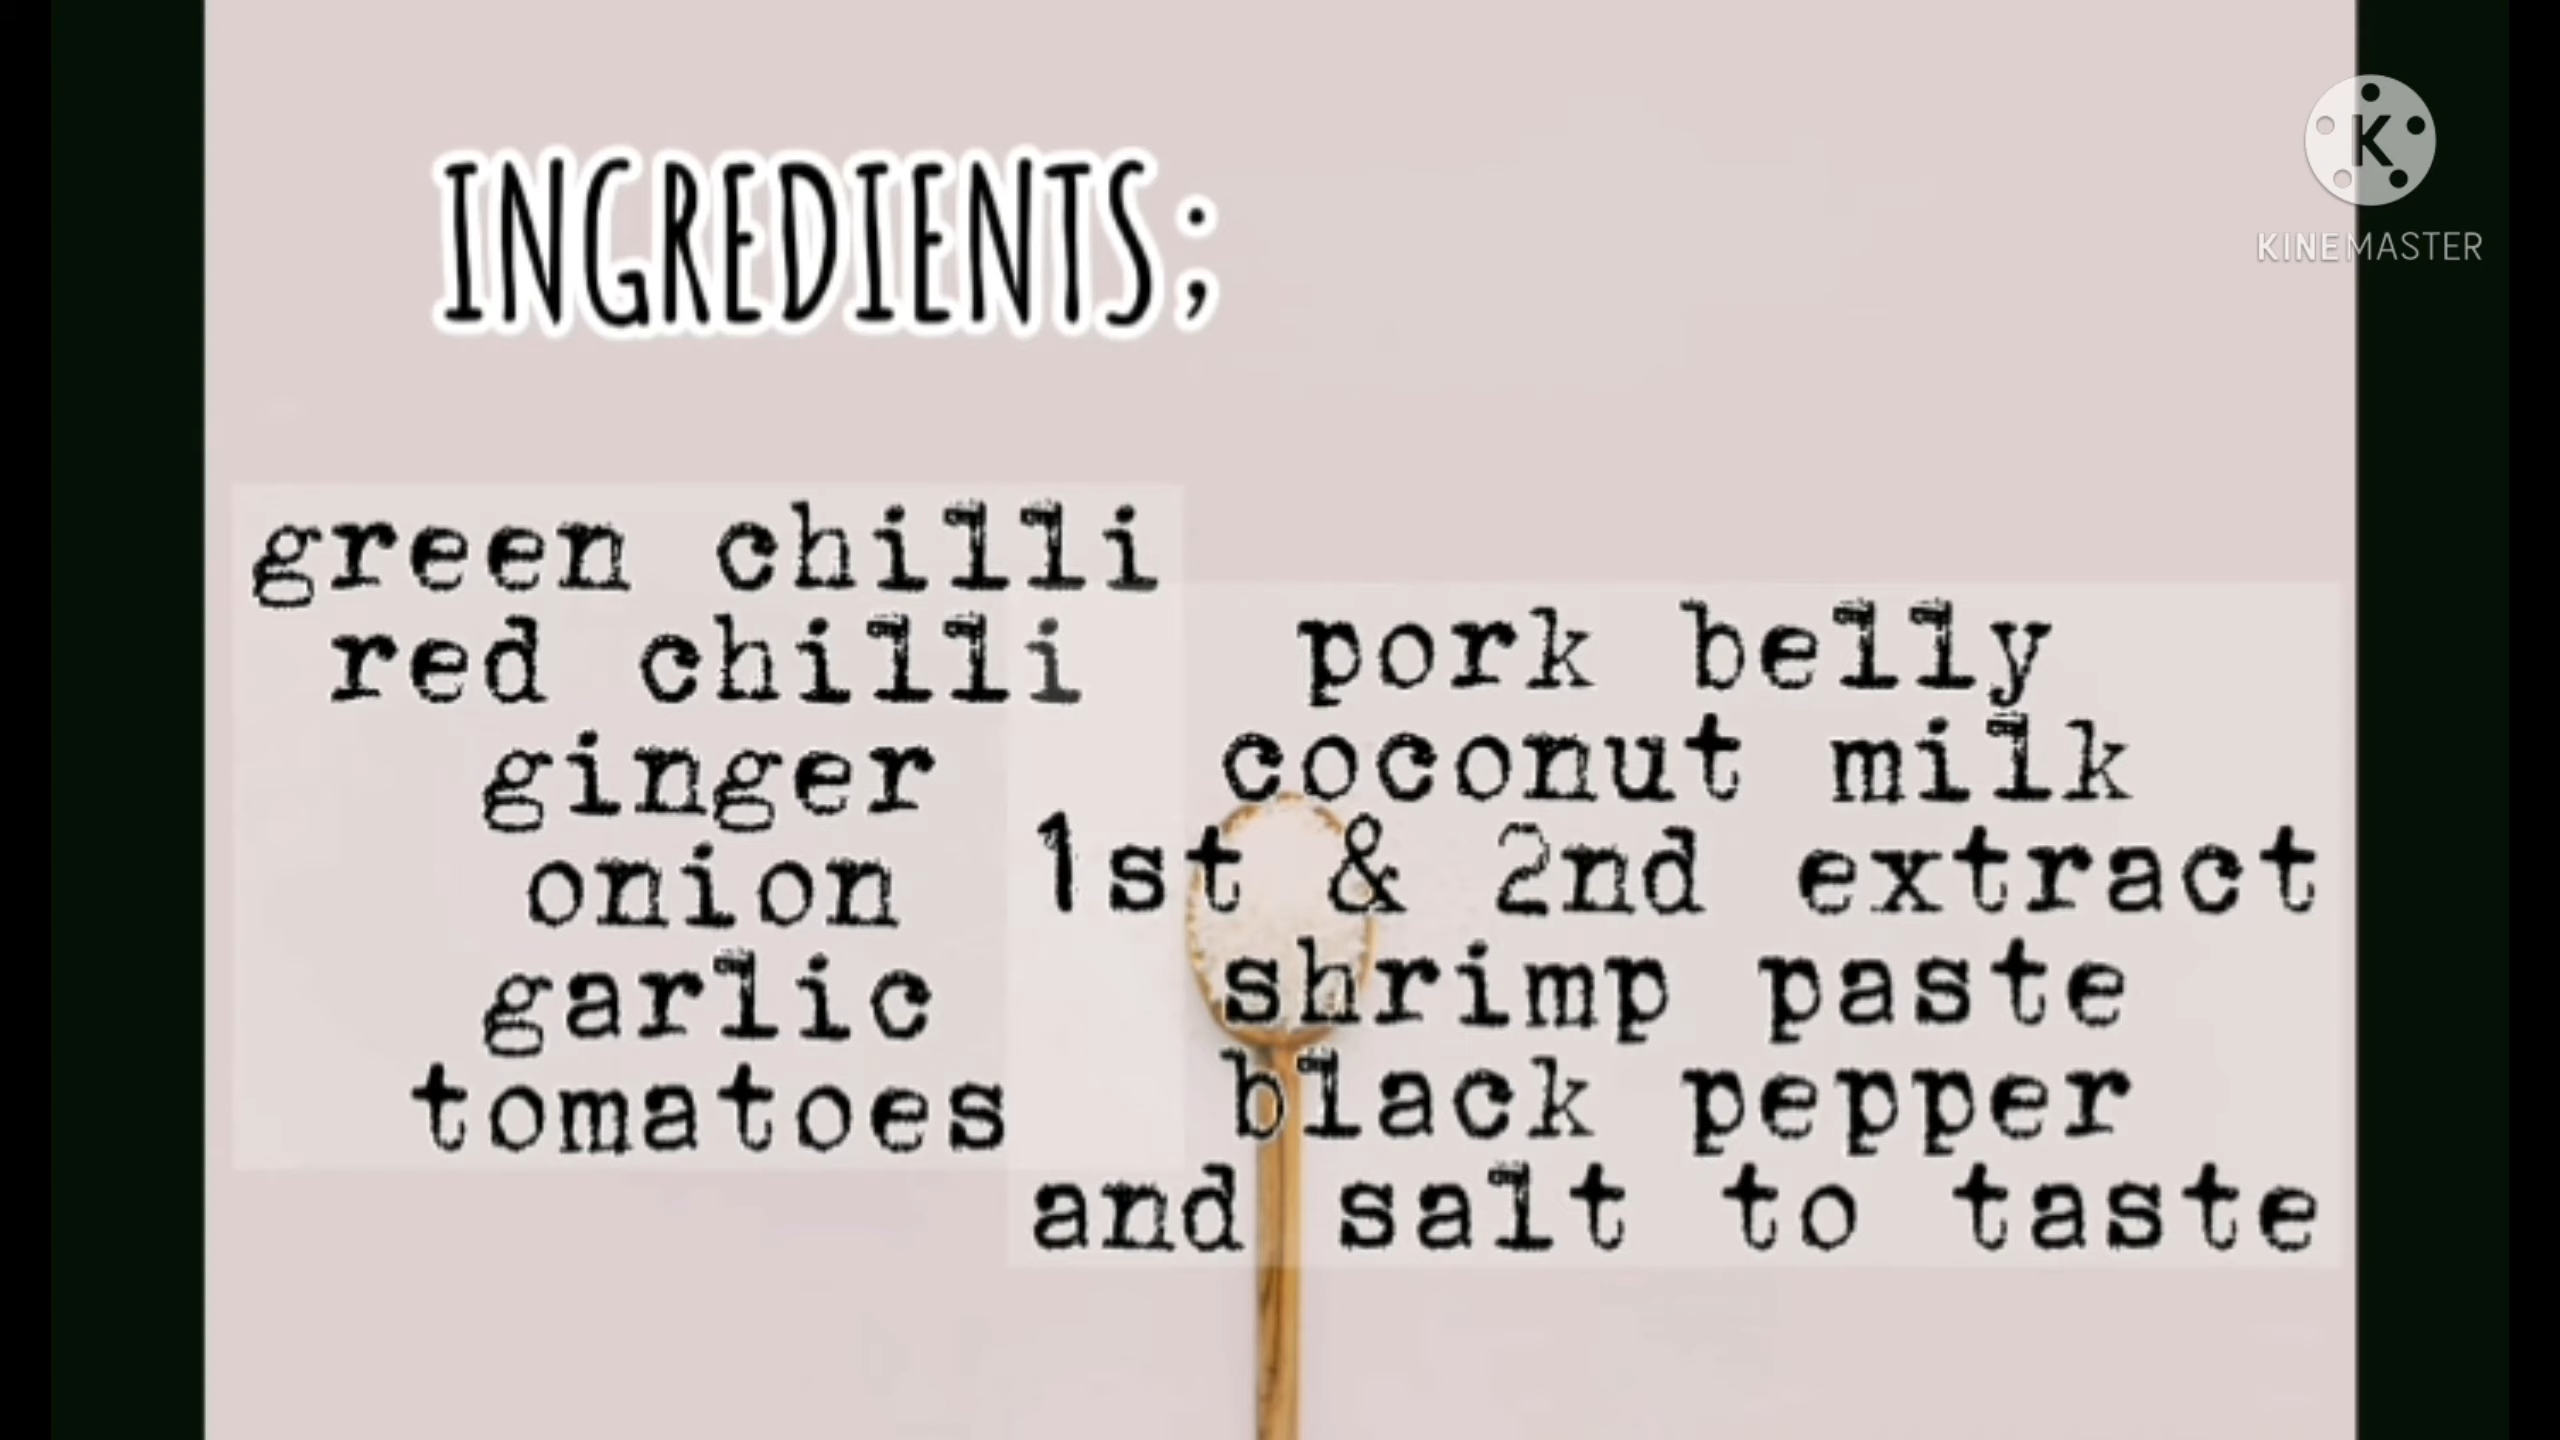 INGREDIENTS;
green chilli
red chilli
ginger
onion
garlic
tomatoes
pork belly
coconut milk
1st & 2nd extract
shrimp paste
black pepper
and salt to taste
K
KINEMASTER